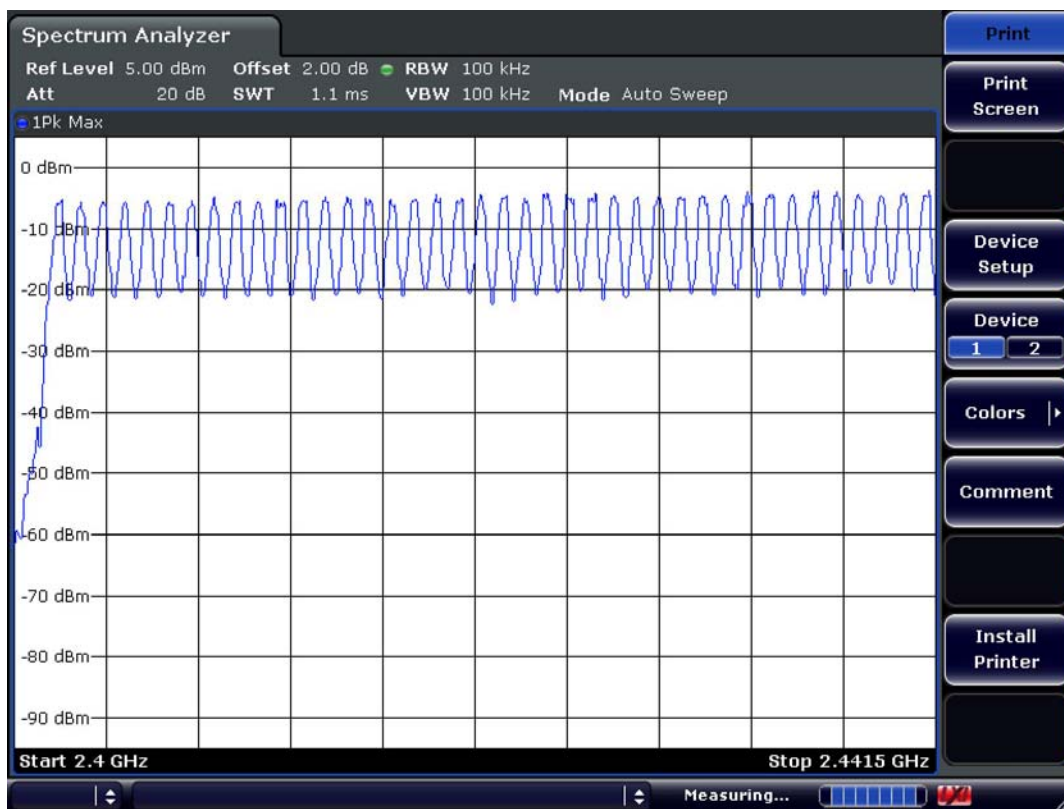 Spectrum Analyzer
Ref Level 5.00 dBm Offset 2.00 dB RBW 100 kHz
Att 20 dB SWT 1.1 ms VBW 100 kHz Mode Auto Sweep
1Pk Max
0 dBm
-10 dBm
-20 dBm
-30 dBm
-40 dBm
-50 dBm
-60 dBm
-70 dBm
-80 dBm
-90 dBm
Start 2.4 GHz Stop 2.4415 GHz
Measuring...
Print
Print
Screen
Device
Setup
Device
1 2
Colors
Comment
Install
Printer